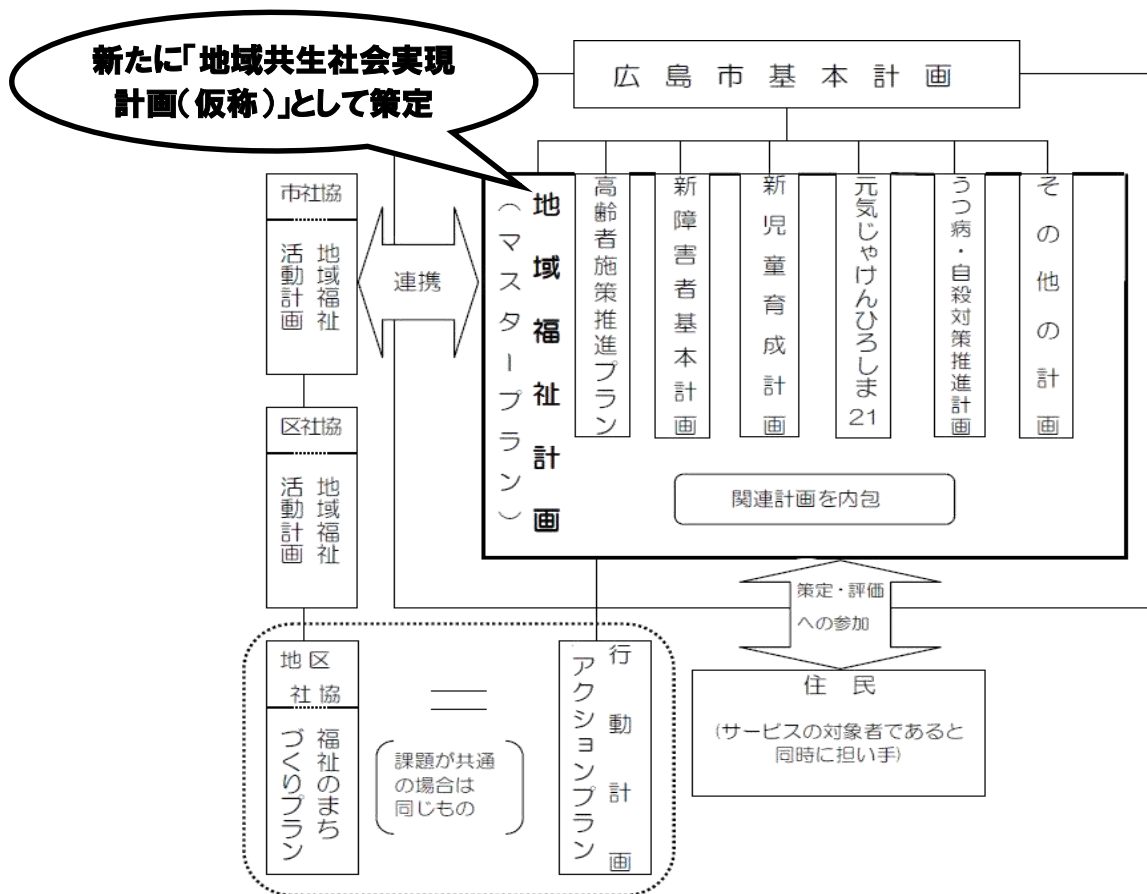 新たに「地域共生社会実現
計画(仮称)」として策定
広島市基本計画
市社協
地域福祉
活動計画
連携
地域福祉計画
（マスタープラン）
高齢者施策推進プラン
新障害者基本計画
新児童育成計画
元気じゃけんひろしま21
うつ病・自殺対策推進計画
その他の計画
関連計画を内包
区社協
地域福祉
活動計画
策定・評価
への参加
地区
社協
福祉のまち
づくりプラン
課題が共通
の場合は
同じもの
行動計画
アクションプラン
住民
(サービスの対象者であると
同時に担い手)